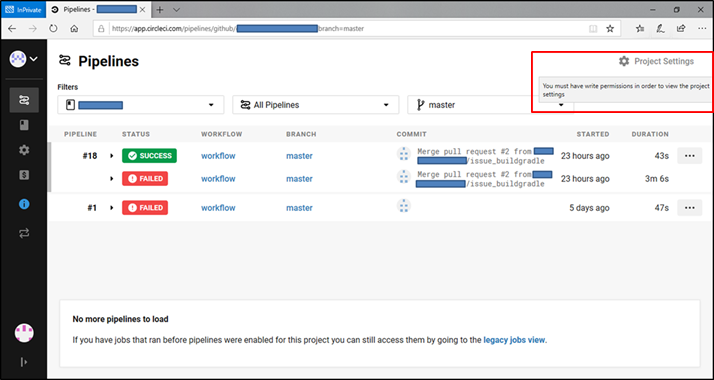 InPrivate
Pipelines -
https://app.circleci.com/pipelines/github/ branch=master
Pipelines
Project Settings
You must have write permissions in order to view the project
settings
Filters
All Pipelines
master
PIPELINE STATUS WORKFLOW BRANCH COMMIT STARTED DURATION
#18 SUCCESS workflow master Merge pull request #2 from 23 hours ago 43s
/issue_buildgradle
FAILED workflow master Merge pull request #2 from 23 hours ago 3m 6s
/issue_buildgradle
#1 FAILED workflow master 5 days ago 47s
No more pipelines to load
If you have jobs that ran before pipelines were enabled for this project you can still access them by going to the legacy jobs view.